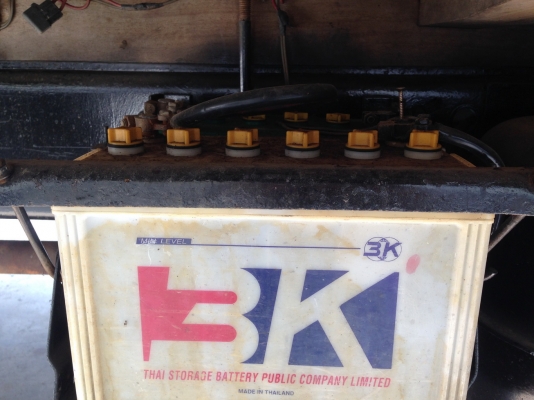 MIN LEVEL
3K
3K
THAI STORAGE BATTERY PUBLIC COMPANY LIMITED
MADE IN THAILAND